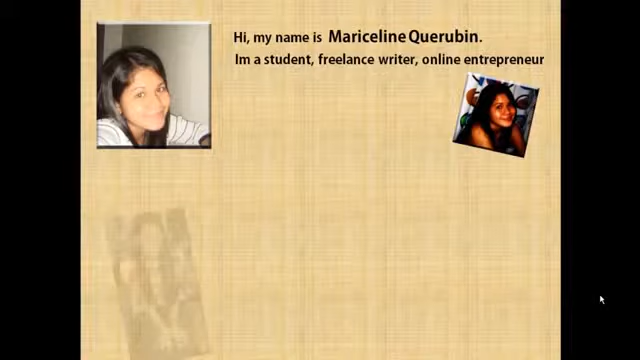 Hi, my name is Mariceline Querubin.
Im a student, freelance writer, online entrepreneur